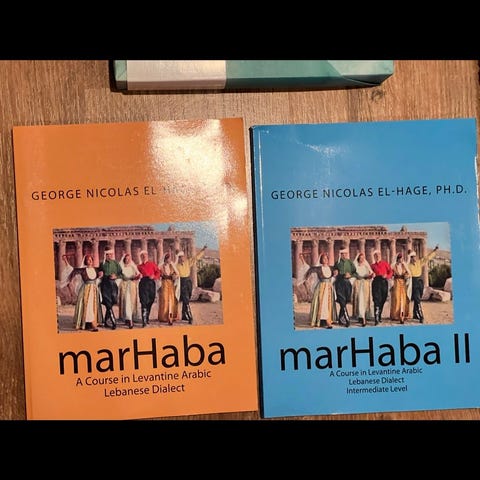 GEORGE NICOLAS EL-HAGE
marHaba
A Course in Levantine Arabic
Lebanese Dialect
GEORGE NICOLAS EL-HAGE, PH.D.
marHaba II
A Course in Levantine Arabic
Lebanese Dialect
Intermediate Level